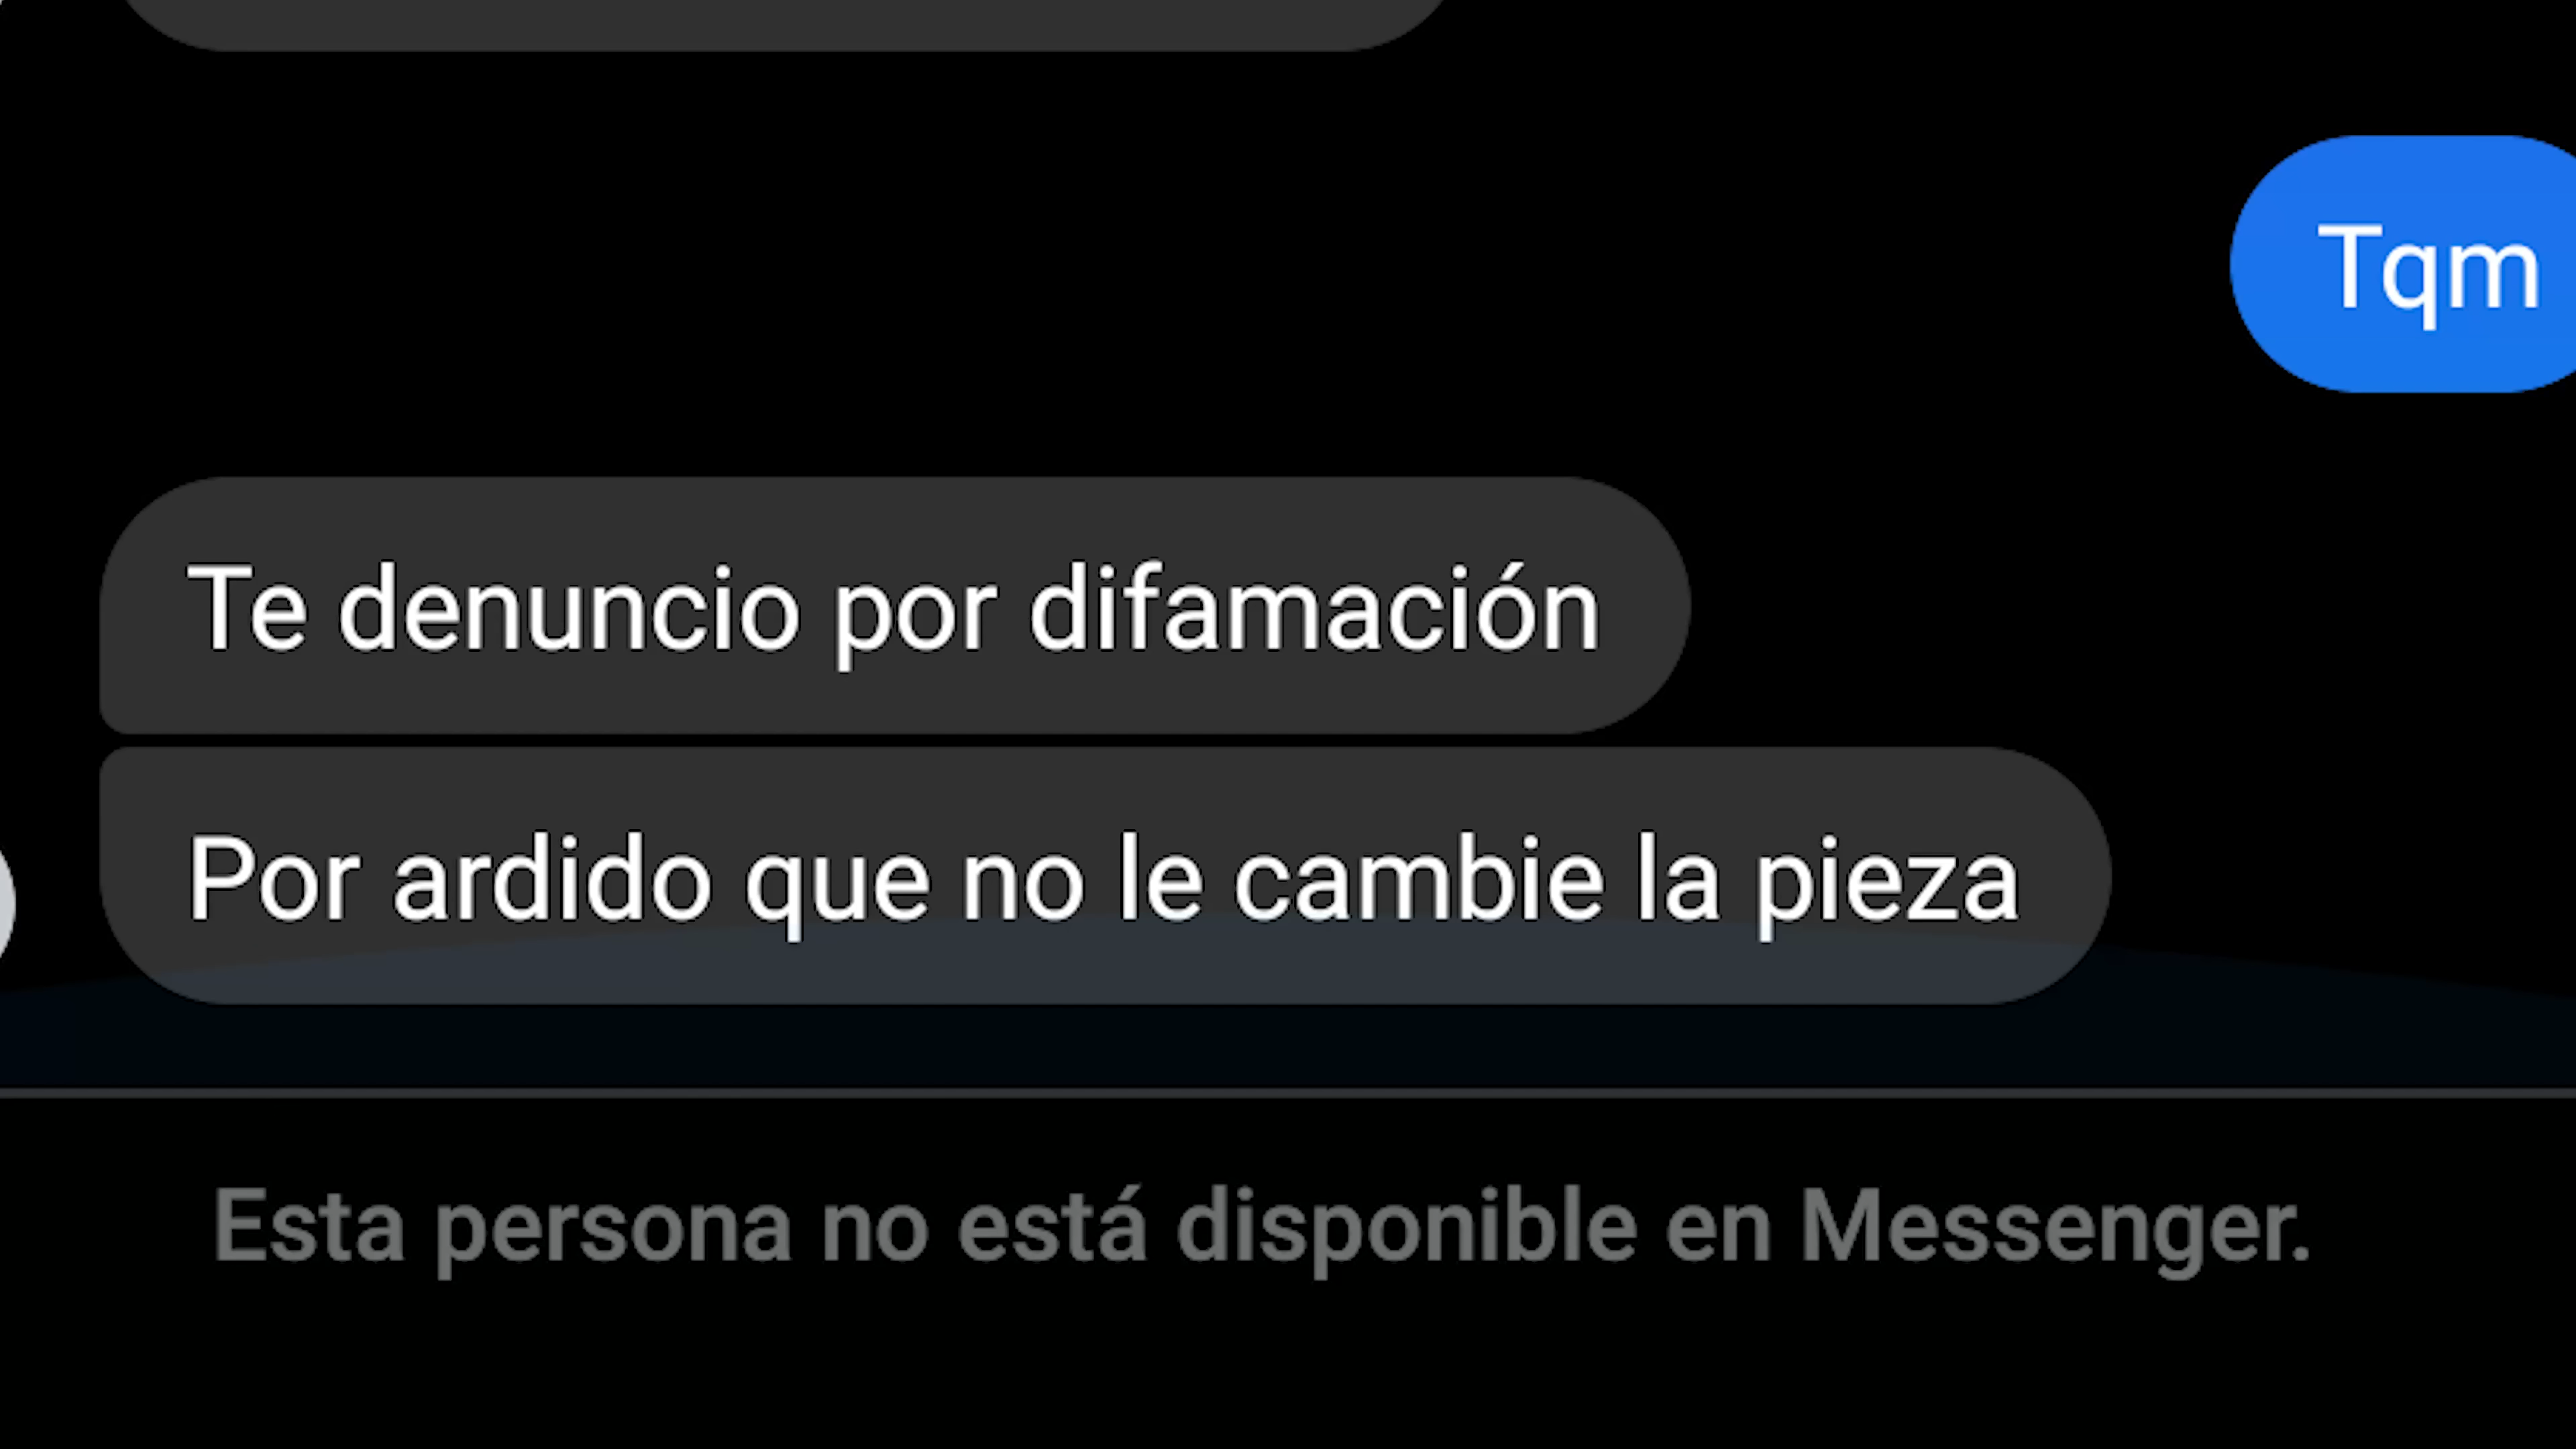 Tqm
Te denuncio por difamación
Por ardido que no le cambie la pieza
Esta persona no está disponible en Messenger.